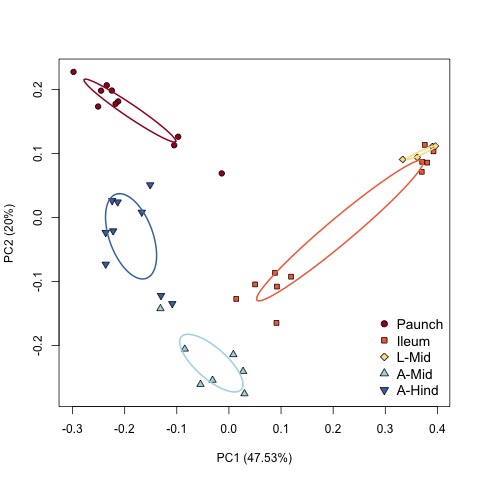 0.2
0.1
0.0
-0.1
-0.2
PC2 (20%)
Paunch
Ileum
L-Mid
A-Mid
A-Hind
-0.3 -0.2 -0.1 0.0 0.1 0.2 0.3 0.4
PC1 (47.53%)